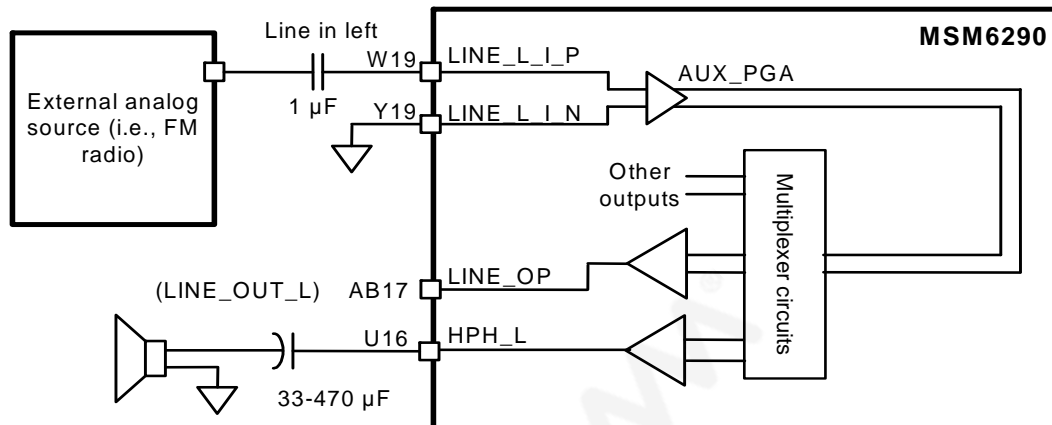 MSM6290
Line in left
W19
LINE_L_I_P
AUX_PGA
External analog
source (i.e., FM
radio)
1 µF
Y19
LINE_L_I_N
Other
outputs
Multiplexer circuits
LINE_OP
(LINE_OUT_L)
AB17
U16
HPH_L
33-470 µF